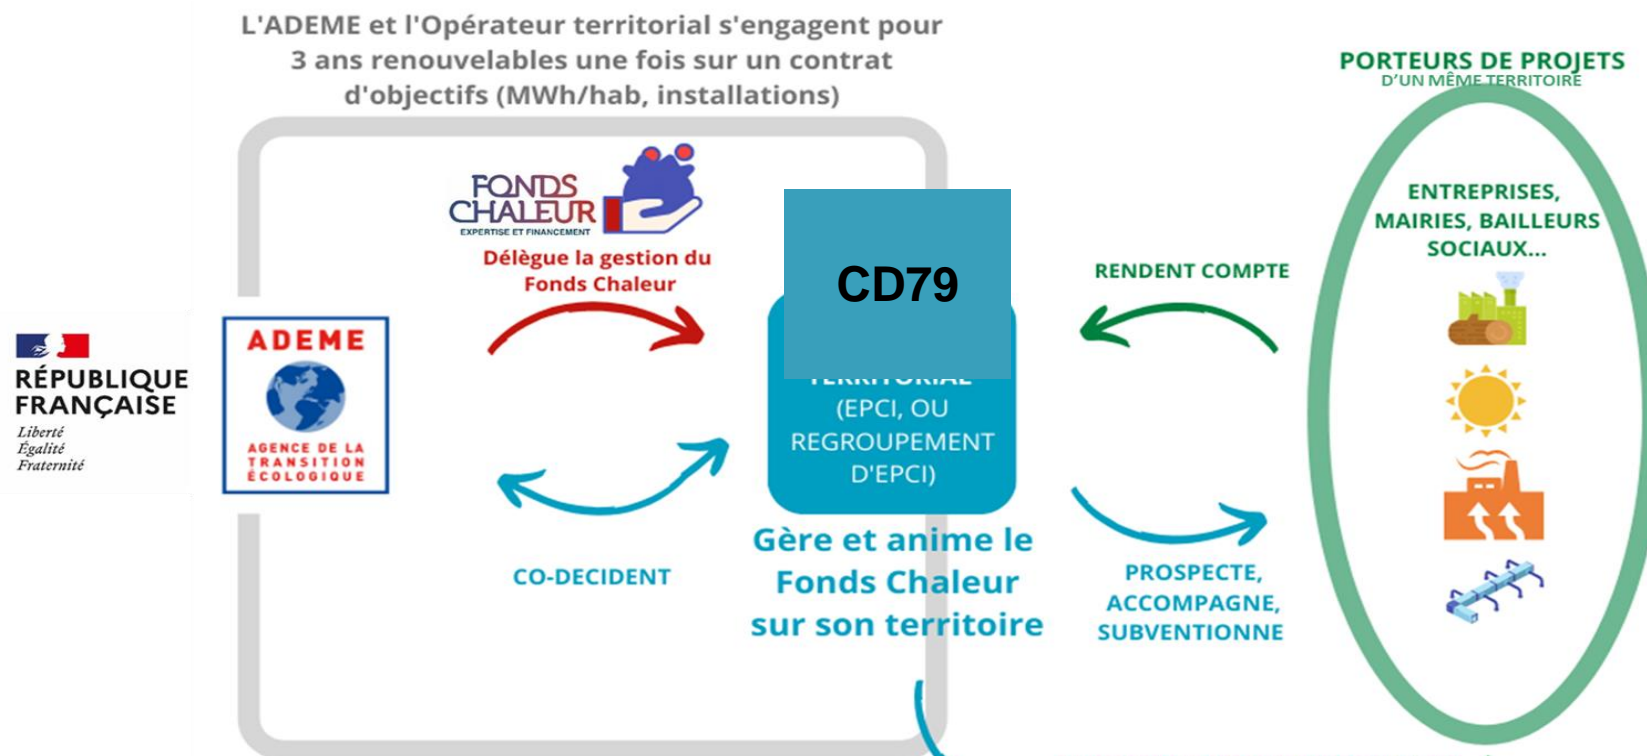 L'ADEME et l'Opérateur territorial s'engagent pour
3 ans renouvelables une fois sur un contrat
d'objectifs (MWh/hab, installations)
PORTEURS DE PROJETS
D'UN MÊME TERRITOIRE
FONDS
CHALEUR
EXPERTISE ET FINANCEMENT
Délègue la gestion du
Fonds Chaleur
CD79
TERRITORIAL
(EPCI, OU
REGROUPEMENT
D'EPCI)
RENDENT COMPTE
ENTREPRISES,
MAIRIES, BAILLEURS
SOCIAUX...
RÉPUBLIQUE
FRANÇAISE
Liberté
Égalité
Fraternité
ADEME
AGENCE DE LA
TRANSITION
ÉCOLOGIQUE
CO-DECIDENT
Gère et anime le
Fonds Chaleur
sur son territoire
PROSPECTE,
ACCOMPAGNE,
SUBVENTIONNE